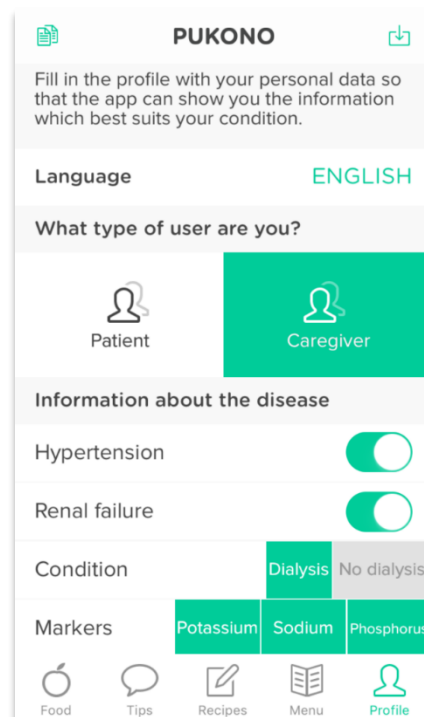 PUKONO
Fill in the profile with your personal data so
that the app can show you the information
which best suits your condition.
Language ENGLISH
What type of user are you?
Patient Caregiver
Information about the disease
Hypertension
Renal failure
Condition Dialysis No dialysis
Markers Potassium Sodium Phosphorus
Food Tips Recipes Menu Profile